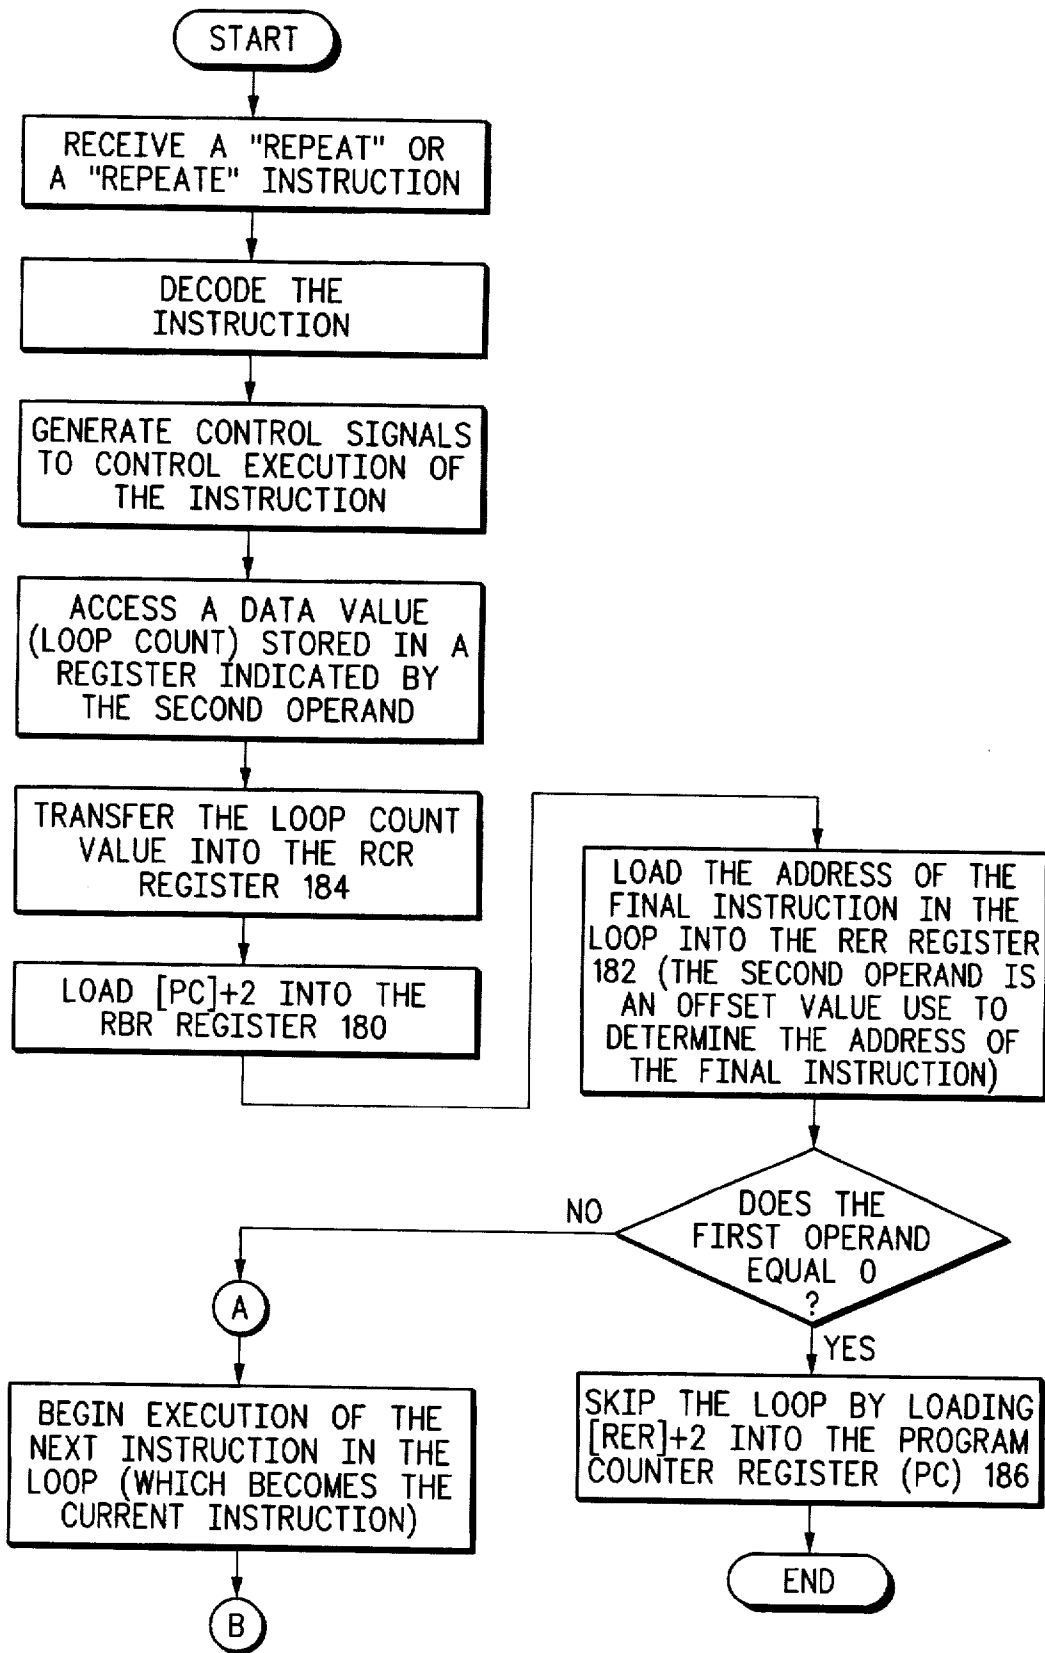 START
RECEIVE A "REPEAT" OR
A "REPEATE" INSTRUCTION
DECODE THE
INSTRUCTION
GENERATE CONTROL SIGNALS
TO CONTROL EXECUTION OF
THE INSTRUCTION
ACCESS A DATA VALUE
(LOOP COUNT) STORED IN A
REGISTER INDICATED BY
THE SECOND OPERAND
TRANSFER THE LOOP COUNT
VALUE INTO THE RCR
REGISTER 184
LOAD [PC]+2 INTO THE
RBR REGISTER 180
LOAD THE ADDRESS OF THE
FINAL INSTRUCTION IN THE
LOOP INTO THE RER REGISTER
182 (THE SECOND OPERAND IS
AN OFFSET VALUE USE TO
DETERMINE THE ADDRESS OF
THE FINAL INSTRUCTION)
DOES THE
FIRST OPERAND
EQUAL 0
?
NO
YES
A
BEGIN EXECUTION OF THE
NEXT INSTRUCTION IN THE
LOOP (WHICH BECOMES THE
CURRENT INSTRUCTION)
B
SKIP THE LOOP BY LOADING
[RER]+2 INTO THE PROGRAM
COUNTER REGISTER (PC) 186
END